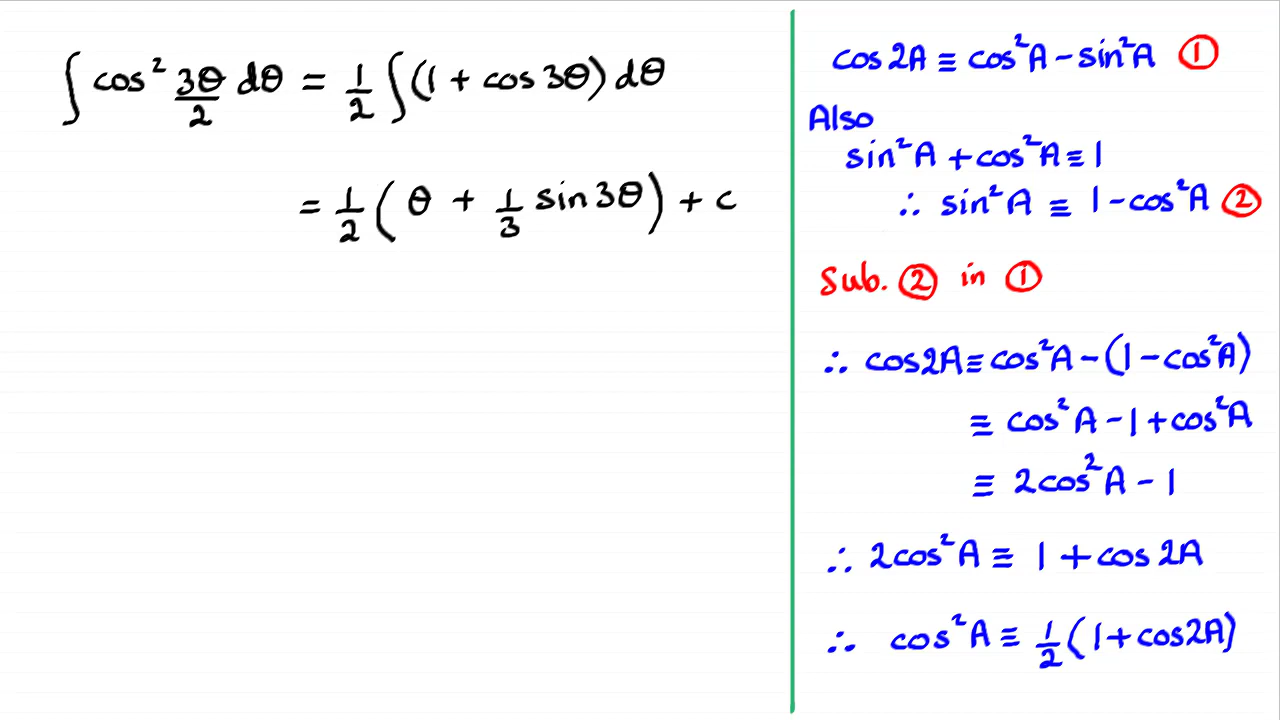 ∫ cos² 3θ/2 dθ = 1/2 ∫(1 + cos 3θ) dθ
= 1/2 ( θ + 1/3 sin 3θ ) + c
cos 2A ≡ cos²A - sin²A ①
Also
sin²A + cos²A ≡ 1
∴ sin²A ≡ 1 - cos²A ②
Sub. ② in ①
∴ cos2A ≡ cos²A - (1 - cos²A)
≡ cos²A - 1 + cos²A
≡ 2cos²A - 1
∴ 2cos²A ≡ 1 + cos 2A
∴ cos²A ≡ 1/2 (1 + cos2A)